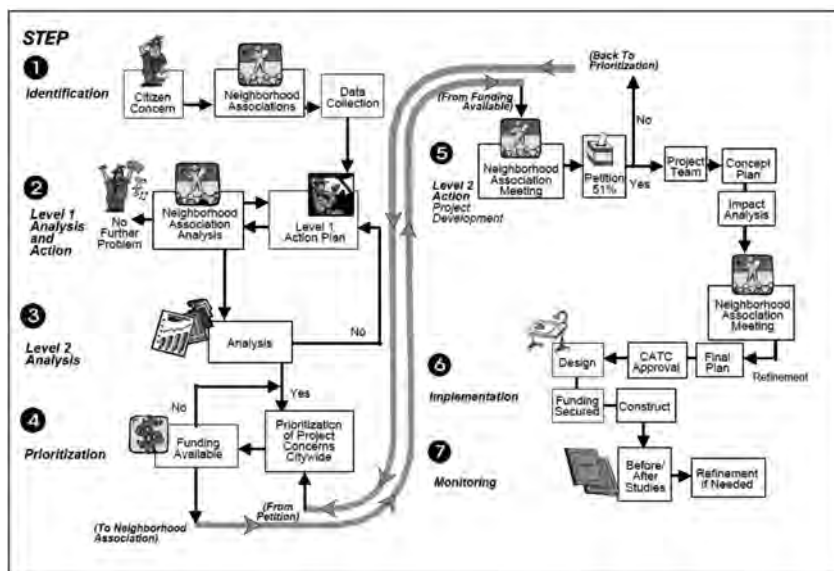 STEP
1
Identification
Citizen
Concern
Neighborhood
Associations
Data
Collection
2
Level 1
Analysis
and
Action
No
Further
Problem
Neighborhood
Association
Analysis
Level 1
Action Plan
3
Level 2
Analysis
Analysis
No
Yes
4
Prioritization
No
Funding
Available
Prioritization
of Project
Concerns
Citywide
(To Neighborhood
Association)
(From
Petition)
(Back To
Prioritization)
(From Funding
Available)
5
Level 2
Action
Project
Development
Neighborhood
Association
Meeting
Petition
51%
No
Yes
Project
Team
Concept
Plan
Impact
Analysis
Neighborhood
Association
Meeting
Refinement
6
Implementation
Final
Plan
CATC
Approval
Design
Funding
Secured
Construct
7
Monitoring
Before/
After
Studies
Refinement
If Needed